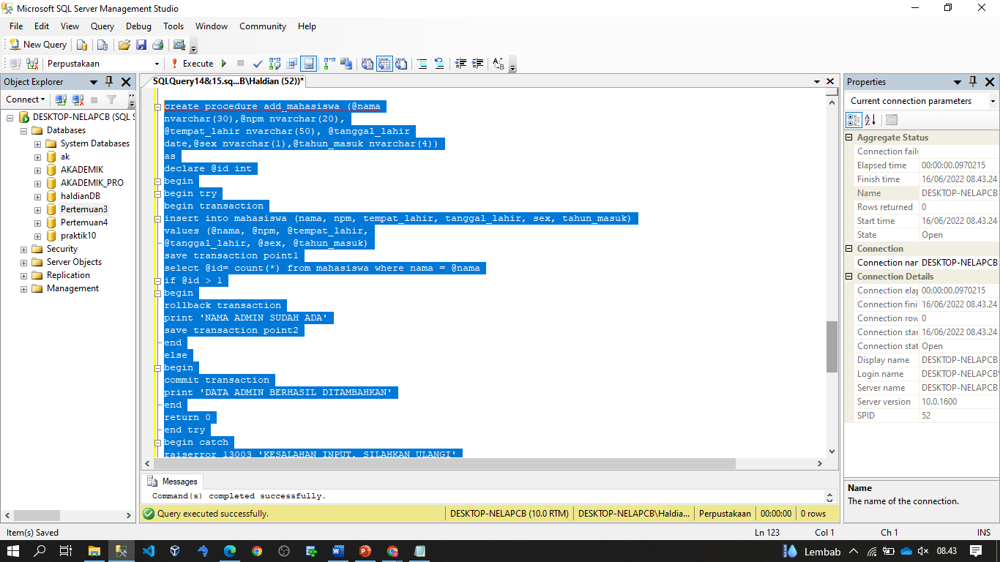 Microsoft SQL Server Management Studio
File Edit View Query Debug Tools Window Community Help
New Query
Perpustakaan Execute
Object Explorer
Connect
DESKTOP-NELAPCB (SQL S
Databases
System Databases
ak
AKADEMIK
AKADEMIK_PRO
haldianDB
Pertemuan3
Pertemuan4
praktik10
Security
Server Objects
Replication
Management
SQLQuery14&15.sq...B\Haldian (52))*
create procedure add_mahasiswa (@nama
nvarchar(30),@npm nvarchar(20),
@tempat_lahir nvarchar(50), @tanggal_lahir
date,@sex nvarchar(1),@tahun_masuk nvarchar(4))
as
declare @id int
begin
begin try
begin transaction
insert into mahasiswa (nama, npm, tempat_lahir, tanggal_lahir, sex, tahun_masuk)
values (@nama, @npm, @tempat_lahir,
@tanggal_lahir, @sex, @tahun_masuk)
save transaction point1
select @id= count(*) from mahasiswa where nama = @nama
if @id > 1
begin
rollback transaction
print 'NAMA ADMIN SUDAH ADA'
save transaction point2
end
else
begin
commit transaction
print 'DATA ADMIN BERHASIL DITAMBAHKAN'
end
return 0
end try
begin catch
raiserror 13003 'KESALAHAN INPUT, SILAHKAN ULANGI'
Messages
Command(s) completed successfully.
Query executed successfully. DESKTOP-NELAPCB (10.0 RTM) DESKTOP-NELAPCB\Haldia... Perpustakaan 00:00:00 0 rows
Properties
Current connection parameters
Aggregate Status
Connection failu
Elapsed time 00:00:00.0970215
Finish time 16/06/2022 08.43.24
Name DESKTOP-NELAPCB
Rows returned 0
Start time 16/06/2022 08.43.24
State Open
Connection
Connection nar DESKTOP-NELAPCB
Connection Details
Connection elap 00:00:00.0970215
Connection fini 16/06/2022 08.43.24
Connection row 0
Connection star 16/06/2022 08.43.24
Connection stat Open
Display name DESKTOP-NELAPCB
Login name DESKTOP-NELAPCB\
Server name DESKTOP-NELAPCB
Server version 10.0.1600
SPID 52
Name
The name of the connection.
Item(s) Saved Ln 123 Col 1 Ch 1 INS
Lembab 08.43